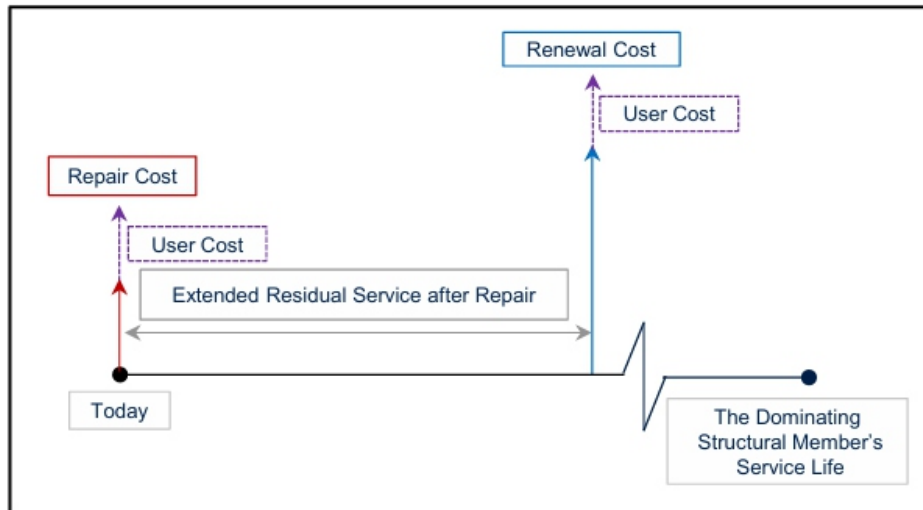 Renewal Cost
User Cost
Repair Cost
User Cost
Extended Residual Service after Repair
Today
The Dominating
Structural Member's
Service Life